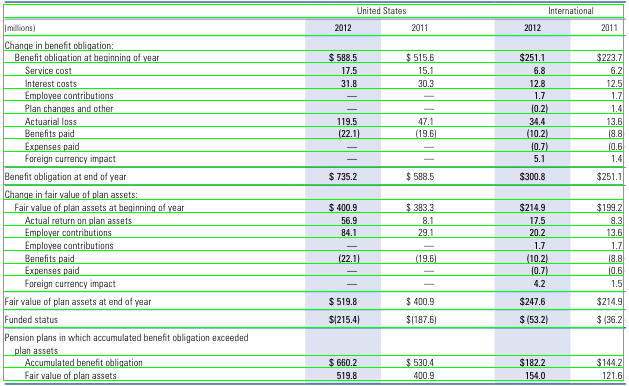 United States International
(millions) 2012 2011 2012 2011
Change in benefit obligation:
Benefit obligation at beginning of year $ 588.5 $ 515.6 $251.1 $223.7
Service cost 17.5 15.1 6.8 6.2
Interest costs 31.8 30.3 12.8 12.5
Employee contributions — — 1.7 1.7
Plan changes and other — — (0.2) 1.4
Actuarial loss 119.5 47.1 34.4 13.6
Benefits paid (22.1) (19.6) (10.2) (8.8
Expenses paid — — (0.7) (0.6
Foreign currency impact — — 5.1 1.4
Benefit obligation at end of year $ 735.2 $ 588.5 $300.8 $251.1
Change in fair value of plan assets:
Fair value of plan assets at beginning of year $ 400.9 $ 383.3 $214.9 $199.2
Actual return on plan assets 56.9 8.1 17.5 8.3
Employer contributions 84.1 29.1 20.2 13.6
Employee contributions — — 1.7 1.7
Benefits paid (22.1) (19.6) (10.2) (8.8
Expenses paid — — (0.7) (0.6
Foreign currency impact — — 4.2 1.5
Fair value of plan assets at end of year $ 519.8 $ 400.9 $247.6 $214.9
Funded status $(215.4) $(187.6) $ (53.2) $ (36.2
Pension plans in which accumulated benefit obligation exceeded
plan assets
Accumulated benefit obligation $ 660.2 $ 530.4 $182.2 $144.2
Fair value of plan assets 519.8 400.9 154.0 121.6